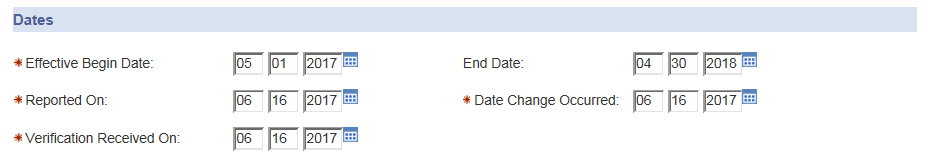 Dates
* Effective Begin Date: 05 01 2017 End Date: 04 30 2018
* Reported On: 06 16 2017 * Date Change Occurred: 06 16 2017
* Verification Received On: 06 16 2017